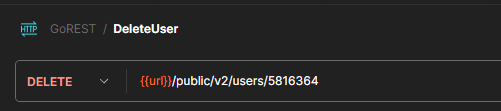 HTTP GoREST / DeleteUser
DELETE {{url}}/public/v2/users/5816364